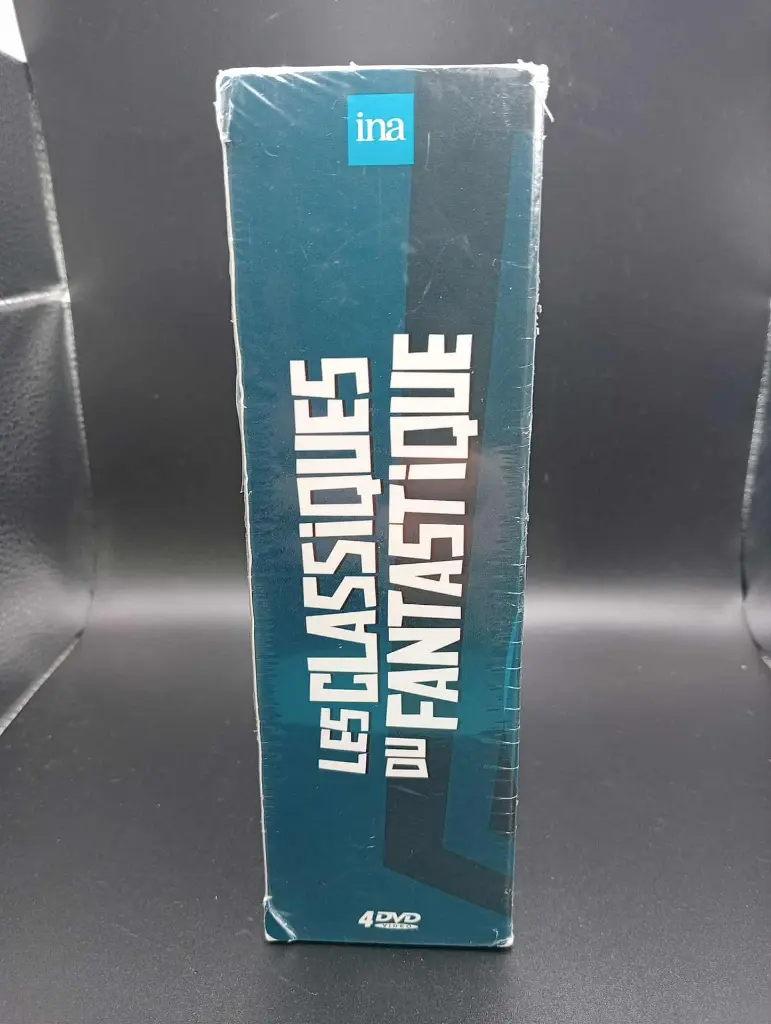 ina
LES CLASSiQUES
DU FANTASTiQUE
4 DVD
VIDEO